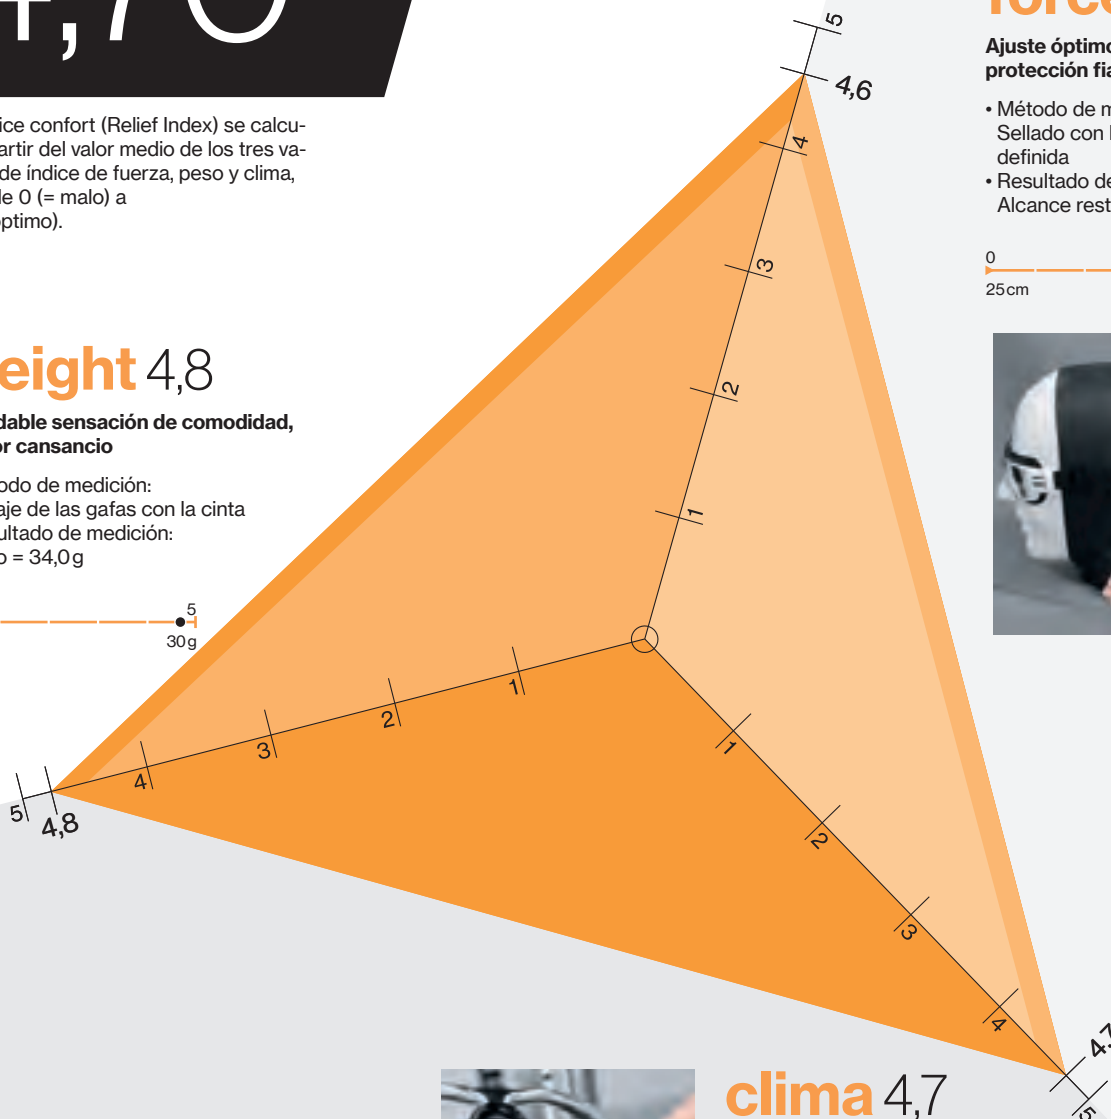 4,70
ice confort (Relief Index) se calcu-
artir del valor medio de los tres va-
de índice de fuerza, peso y clima,
le 0 (= malo) a
ptimo).
eight 4,8
dable sensación de comodidad,
or cansancio
odo de medición:
aje de las gafas con la cinta
ultado de medición:
o = 34,0 g
5
30 g
5
4,6
4
3
2
1
1
2
3
4
5
4,8
1
2
3
4
4,7
5
force
Ajuste óptimo
protección fia
• Método de m
Sellado con
definida
• Resultado de
Alcance rest
0
25 cm
clima 4,7